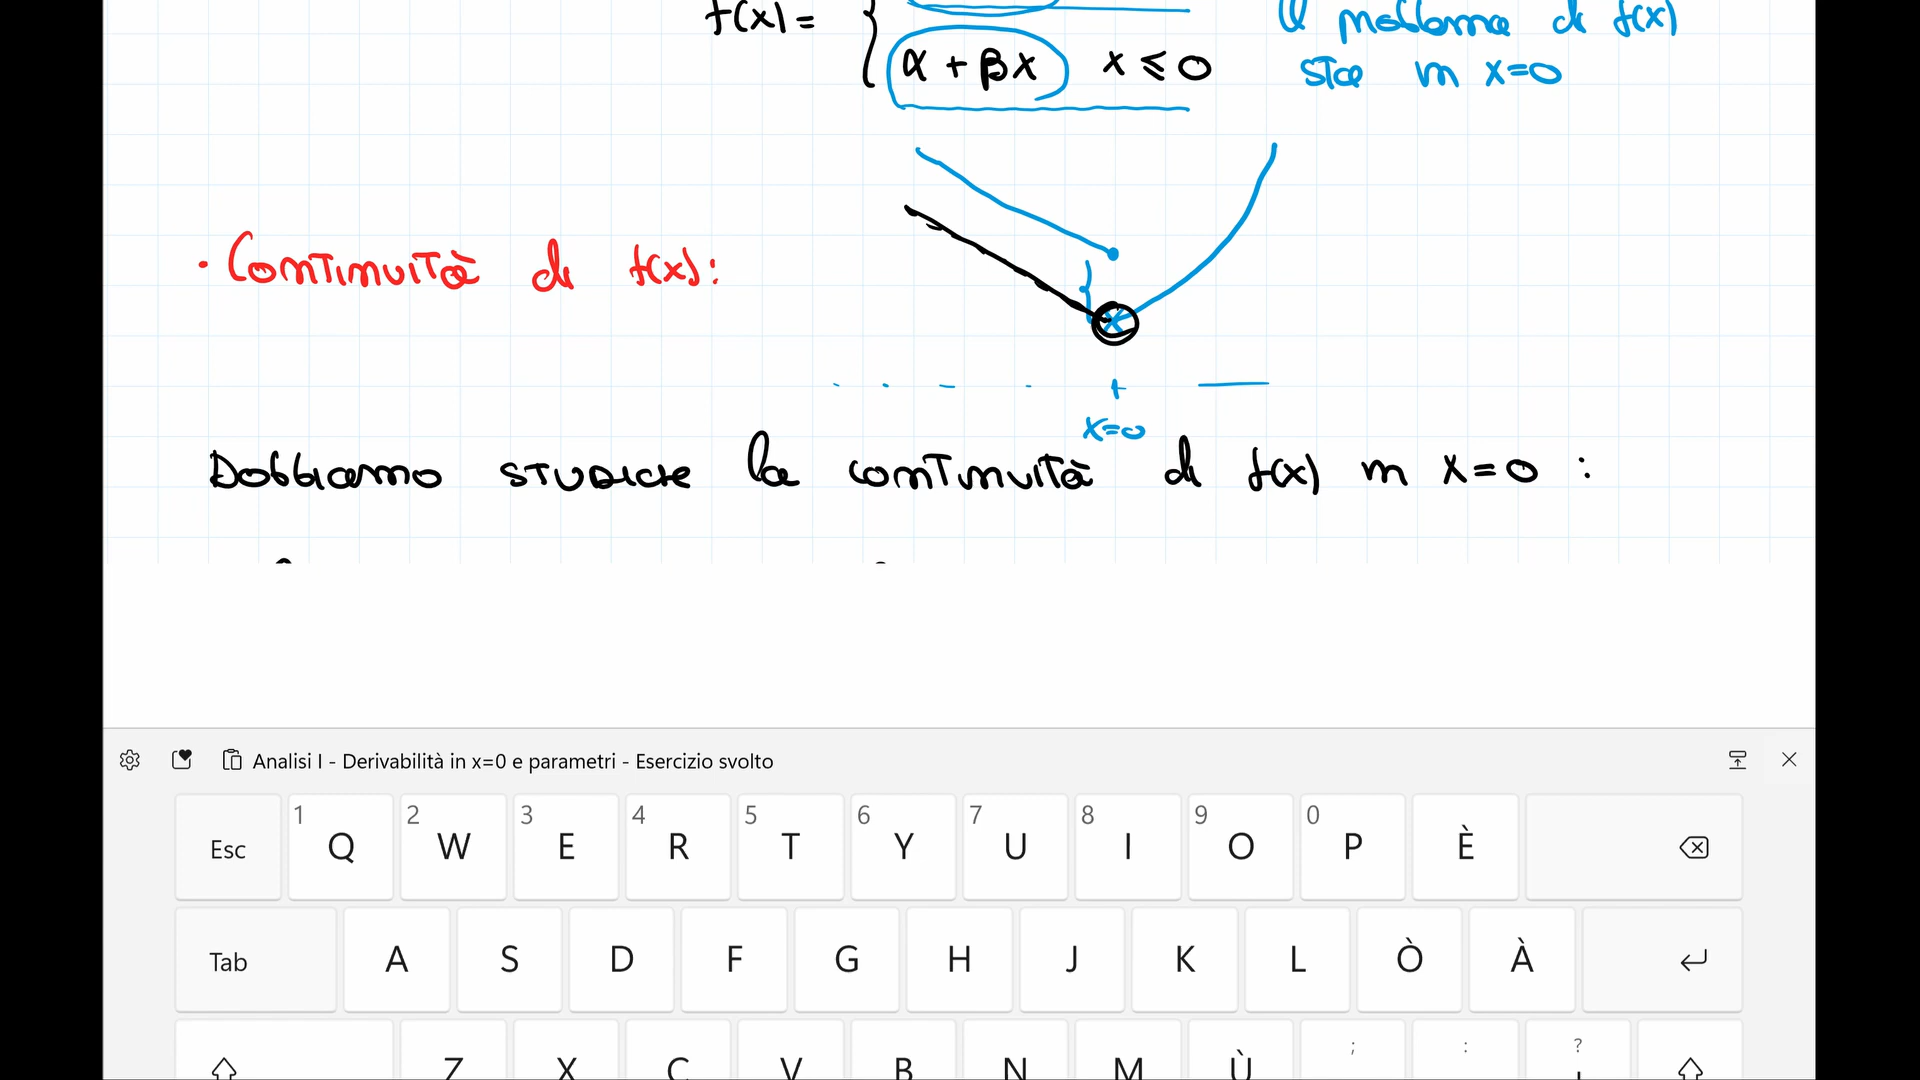 f(x) =
il problema di f(x)
α + βx x ≤ 0
sta in x=0
• Continuità di f(x):
x=0
Dobbiamo studiare la continuità di f(x) in x=0 :
Analisi I - Derivabilità in x=0 e parametri - Esercizio svolto
Esc 1 Q 2 W 3 E 4 R 5 T 6 Y 7 U 8 I 9 O 0 P È
Tab A S D F G H J K L Ò À
Z X C V B N M Ù ; : ?